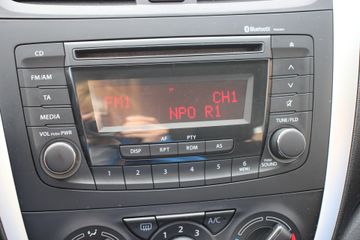 Bluetooth
CD
FM/AM
TA
MEDIA
VOL PUSH PWR
FM1 CH1
NPO R1
AF PTY
DISP RPT RDM AS
1 2 3 4 5 6
MENU
TUNE/FLD
PUSH SOUND
A/C